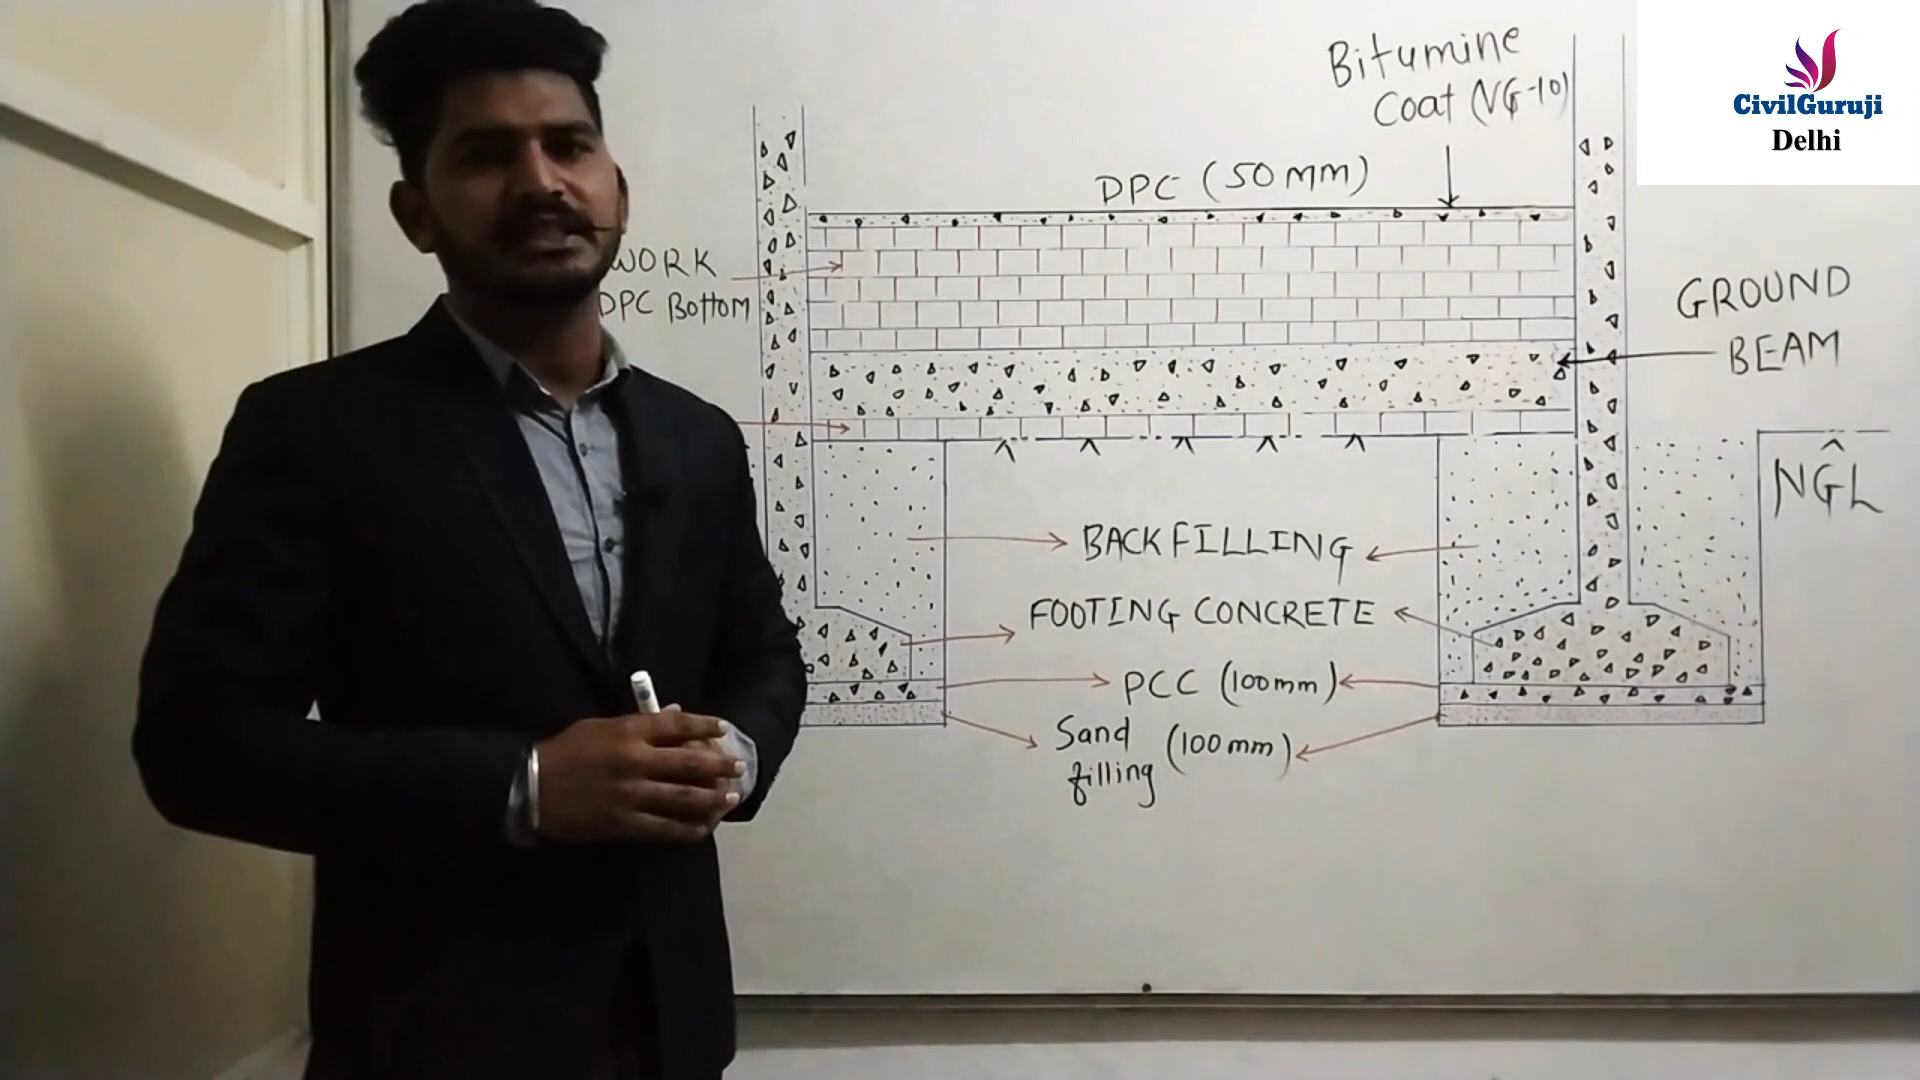 Bitumine
Coat (VG-10)
CivilGuruji
Delhi
DPC (50mm)
WORK
DPC Bottom
GROUND
BEAM
NGL
BACKFILLING
FOOTING CONCRETE
PCC (100mm)
Sand
filling (100mm)